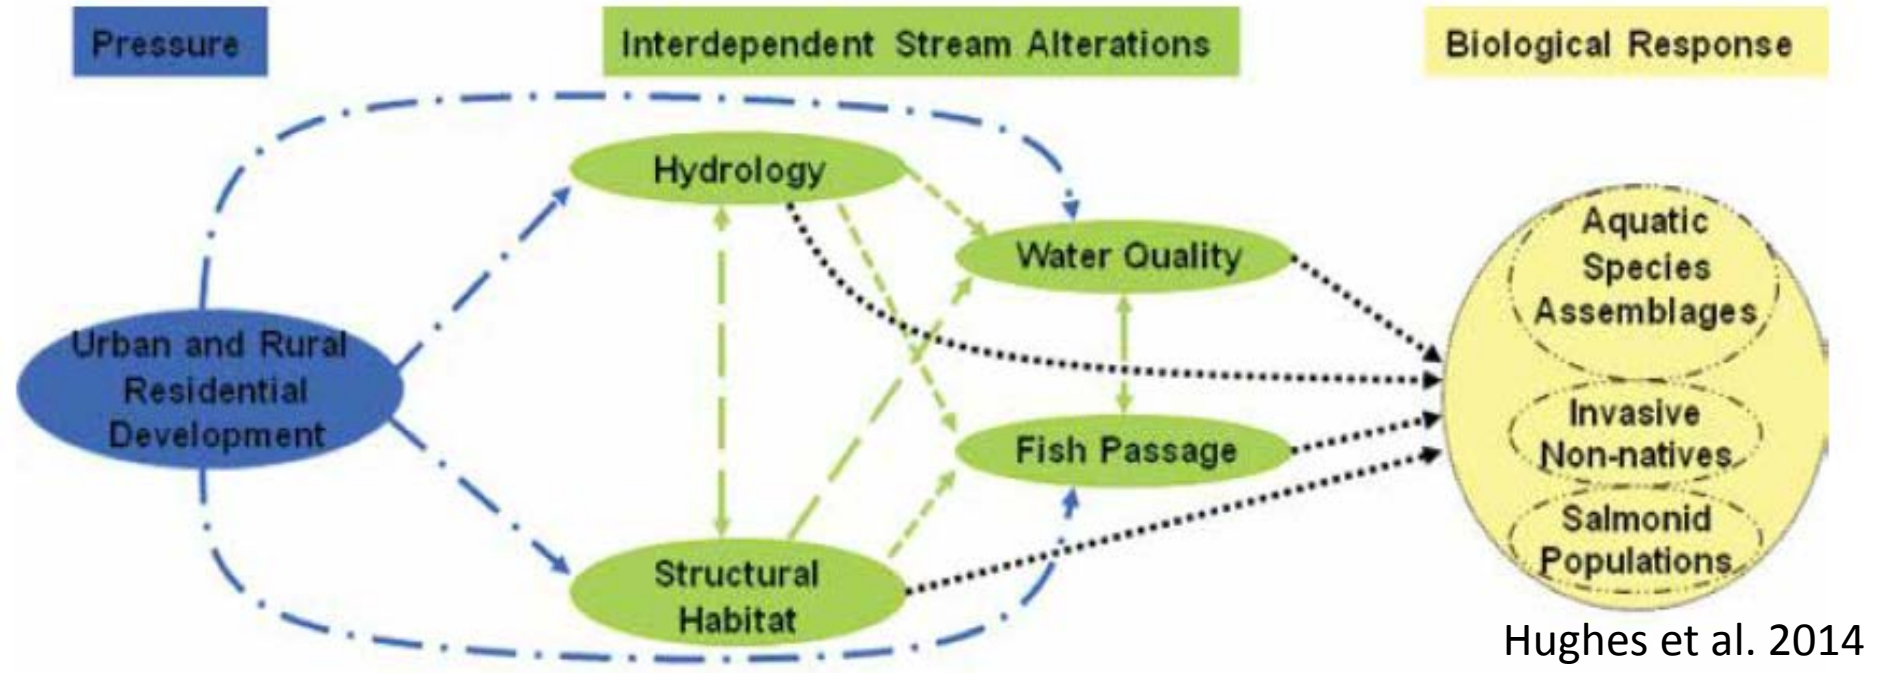 Pressure
Interdependent Stream Alterations
Biological Response
Hydrology
Water Quality
Urban and Rural
Residential
Development
Fish Passage
Structural
Habitat
Aquatic
Species
Assemblages
Invasive
Non-natives
Salmonid
Populations
Hughes et al. 2014